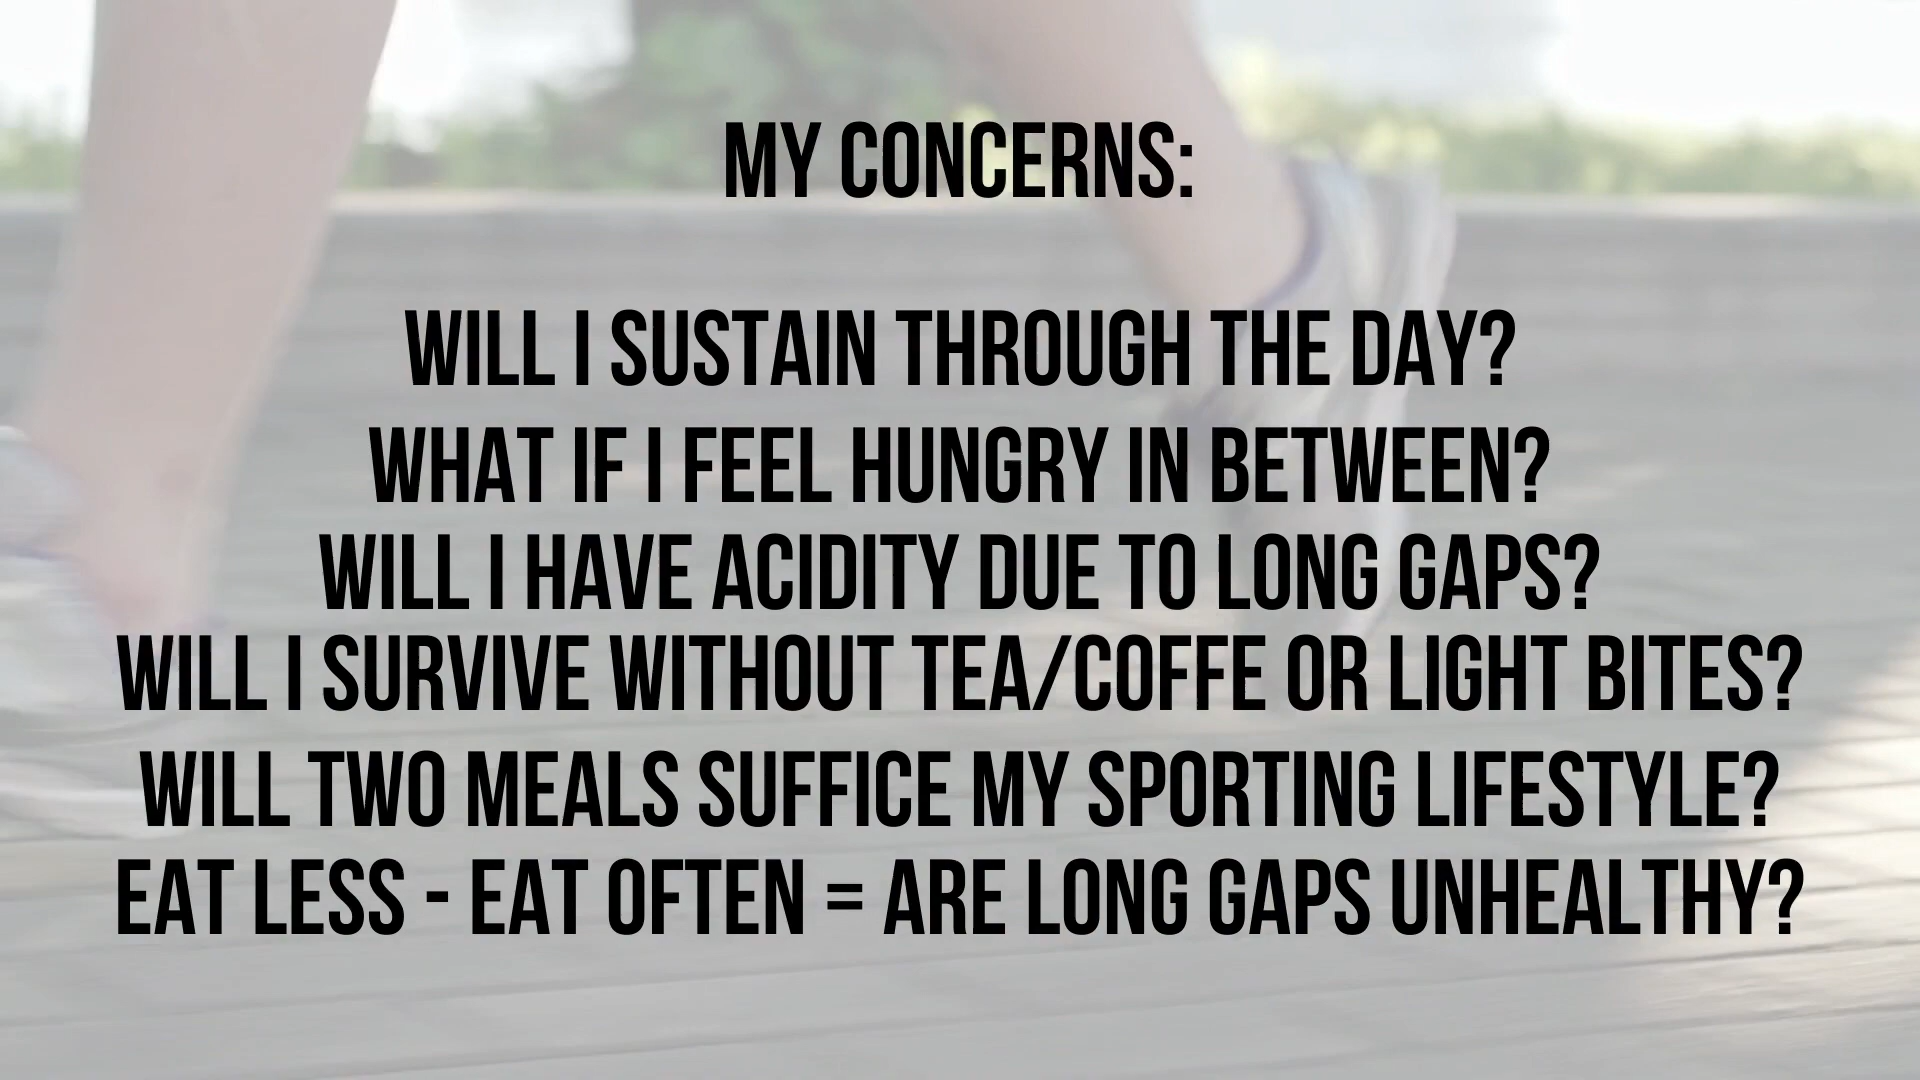 MY CONCERNS:
WILL I SUSTAIN THROUGH THE DAY?
WHAT IF I FEEL HUNGRY IN BETWEEN?
WILL I HAVE ACIDITY DUE TO LONG GAPS?
WILL I SURVIVE WITHOUT TEA/COFFE OR LIGHT BITES?
WILL TWO MEALS SUFFICE MY SPORTING LIFESTYLE?
EAT LESS - EAT OFTEN = ARE LONG GAPS UNHEALTHY?